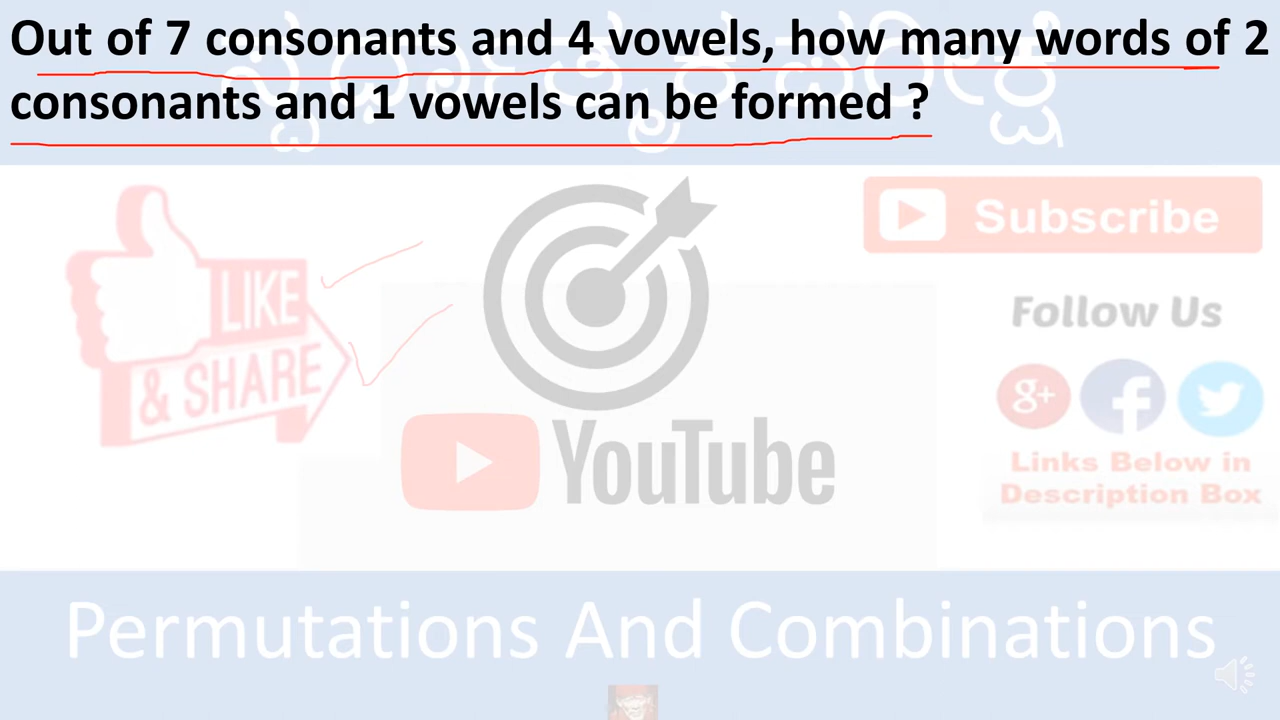 Out of 7 consonants and 4 vowels, how many words of 2
consonants and 1 vowels can be formed ?
LIKE
& SHARE
Subscribe
Follow Us
g+ f
YouTube
Links Below in
Description Box
Permutations And Combinations